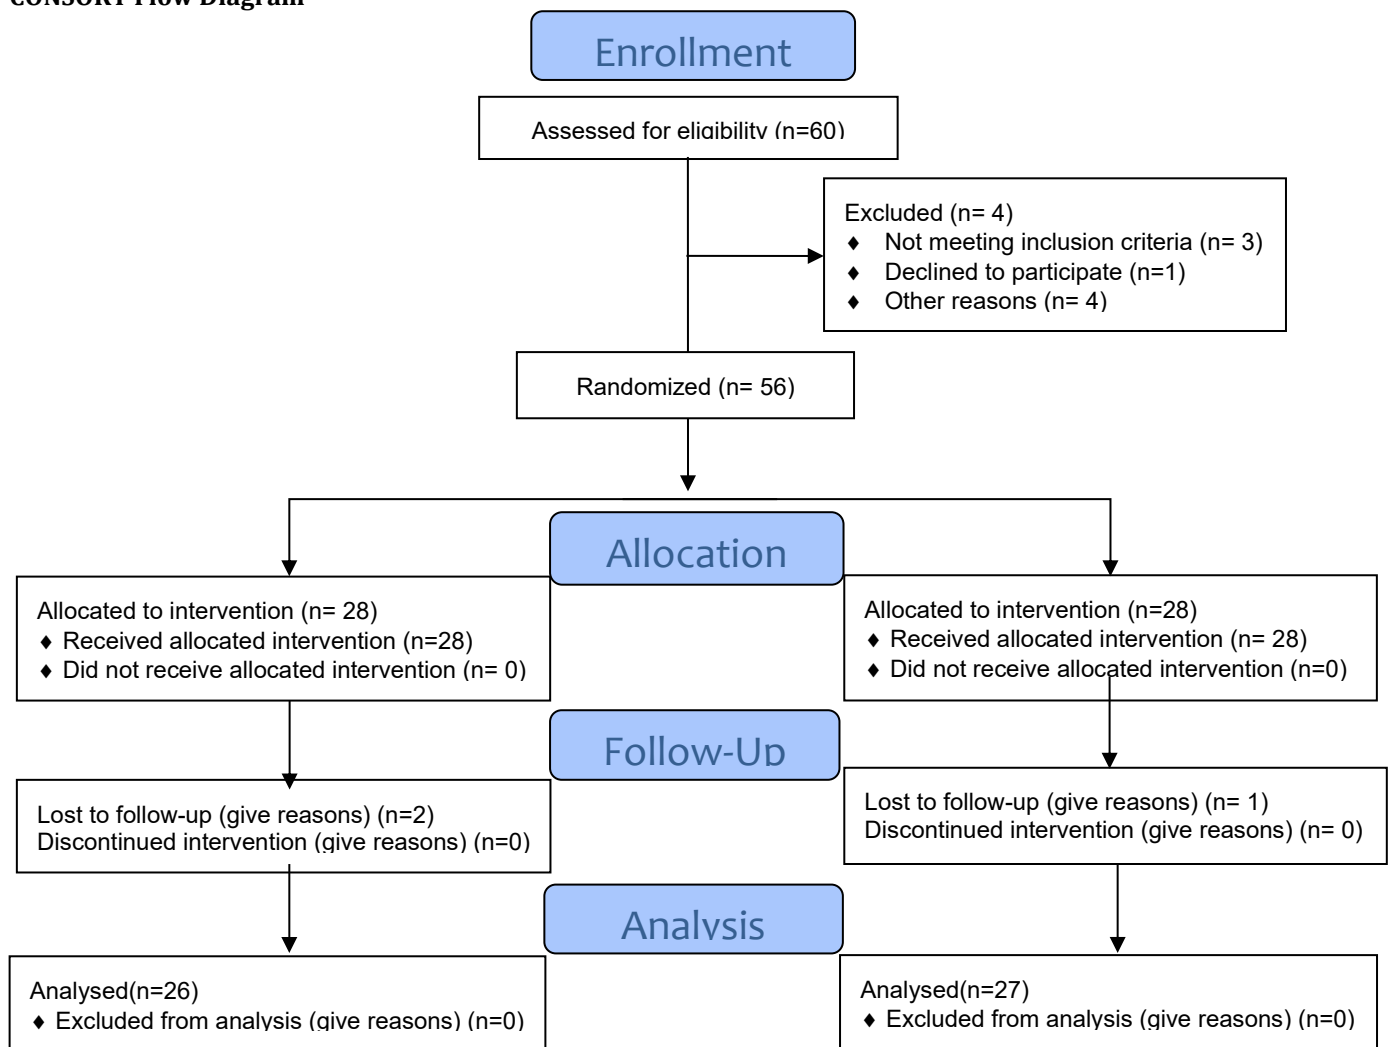 CONSORT Flow Diagram
Enrollment
Assessed for eligibility (n=60)
Excluded (n= 4)
♦ Not meeting inclusion criteria (n= 3)
♦ Declined to participate (n=1)
♦ Other reasons (n= 4)
Randomized (n= 56)
Allocation
Allocated to intervention (n= 28)
♦ Received allocated intervention (n=28)
♦ Did not receive allocated intervention (n= 0)
Allocated to intervention (n=28)
♦ Received allocated intervention (n= 28)
♦ Did not receive allocated intervention (n=0)
Follow-Up
Lost to follow-up (give reasons) (n=2)
Discontinued intervention (give reasons) (n=0)
Lost to follow-up (give reasons) (n= 1)
Discontinued intervention (give reasons) (n= 0)
Analysis
Analysed(n=26)
♦ Excluded from analysis (give reasons) (n=0)
Analysed(n=27)
♦ Excluded from analysis (give reasons) (n=0)